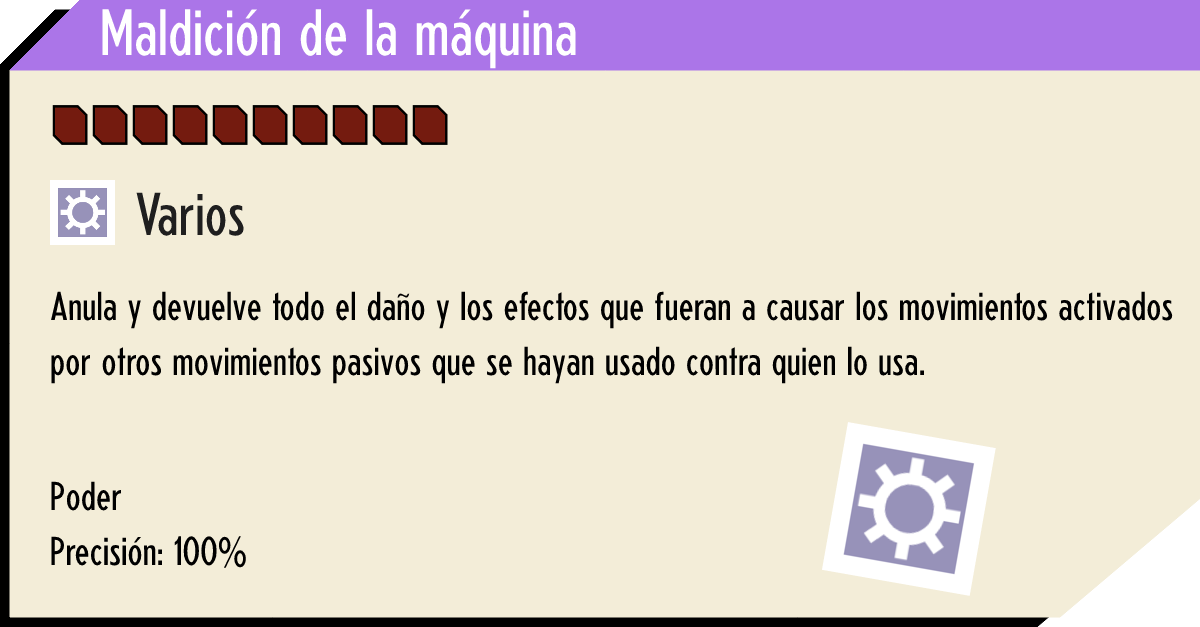 Maldición de la máquina
Varios
Anula y devuelve todo el daño y los efectos que fueran a causar los movimientos activados
por otros movimientos pasivos que se hayan usado contra quien lo usa.
Poder
Precisión: 100%